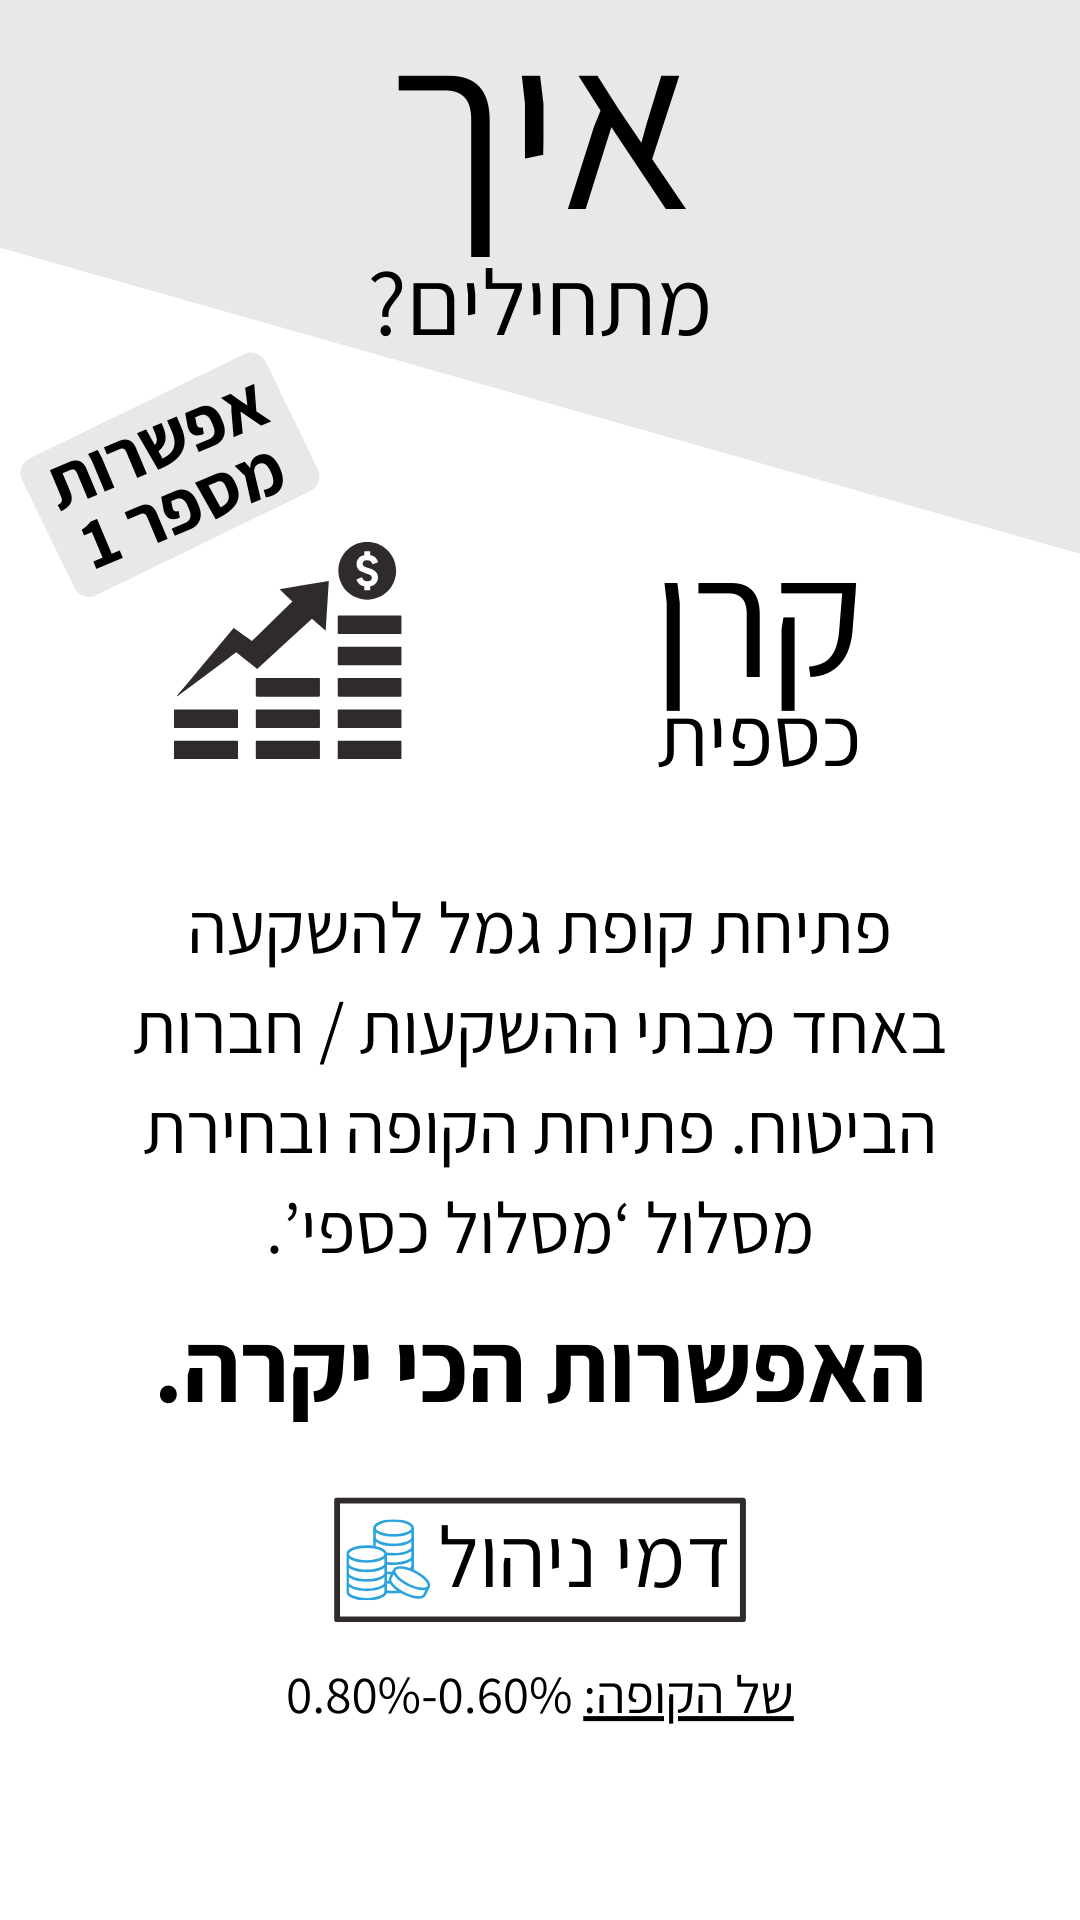 איך
מתחילים?
אפשרות
מספר 1
$
קרן
כספית
פתיחת קופת גמל להשקעה
באחד מבתי ההשקעות / חברות
הביטוח. פתיחת הקופה ובחירת
מסלול ‘מסלול כספי’.
האפשרות הכי יקרה.
דמי ניהול
של הקופה: 0.80%-0.60%